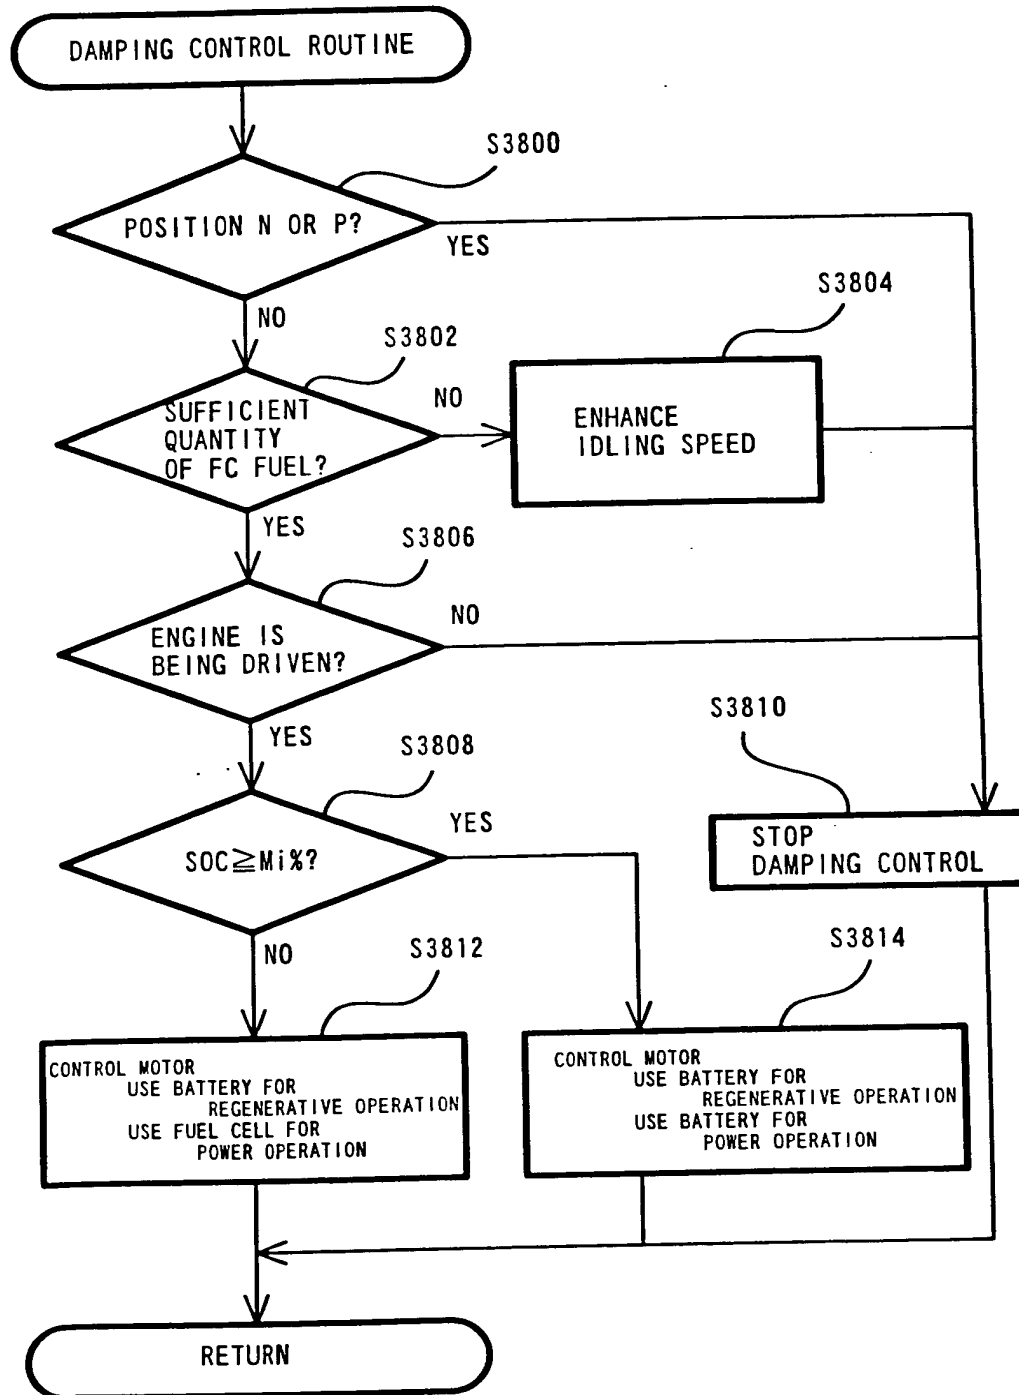 DAMPING CONTROL ROUTINE
S3800
POSITION N OR P?
YES
NO
S3804
S3802
SUFFICIENT
QUANTITY
OF FC FUEL?
NO
ENHANCE
IDLING SPEED
YES
S3806
ENGINE IS
BEING DRIVEN?
NO
YES
S3810
S3808
SOC≧Mi%?
YES
STOP
DAMPING CONTROL
NO
S3812
S3814
CONTROL MOTOR
USE BATTERY FOR
REGENERATIVE OPERATION
USE FUEL CELL FOR
POWER OPERATION
CONTROL MOTOR
USE BATTERY FOR
REGENERATIVE OPERATION
USE BATTERY FOR
POWER OPERATION
RETURN